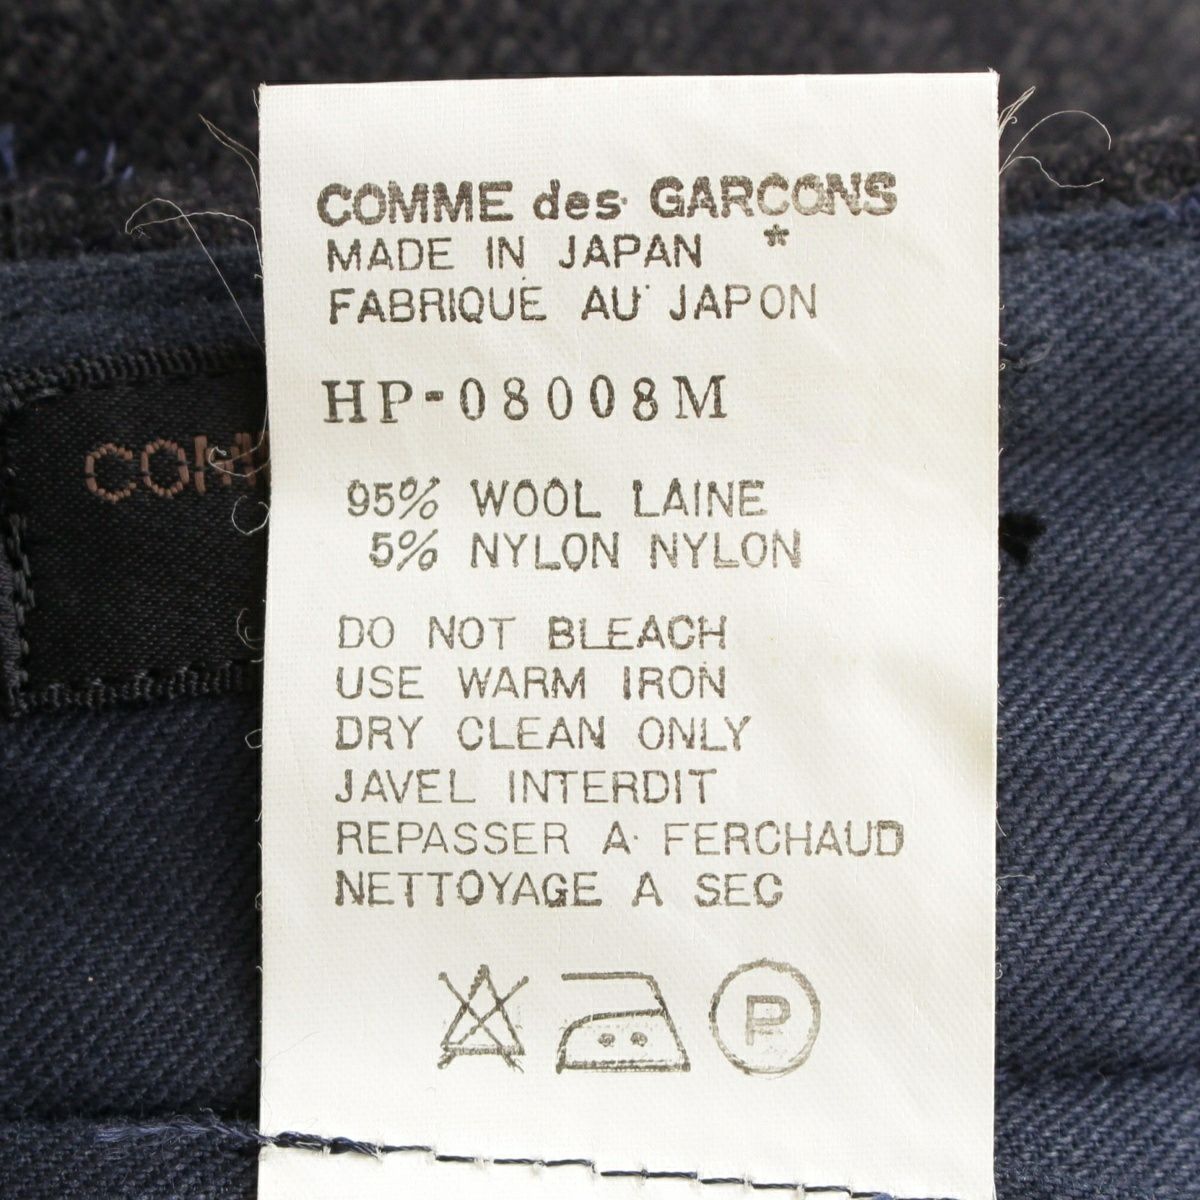 COMME des GARCONS
MADE IN JAPAN *
FABRIQUE AU JAPON
HP-08008M
95% WOOL LAINE
5% NYLON NYLON
DO NOT BLEACH
USE WARM IRON
DRY CLEAN ONLY
JAVEL INTERDIT
REPASSER A FERCHAUD
NETTOYAGE A SEC
P